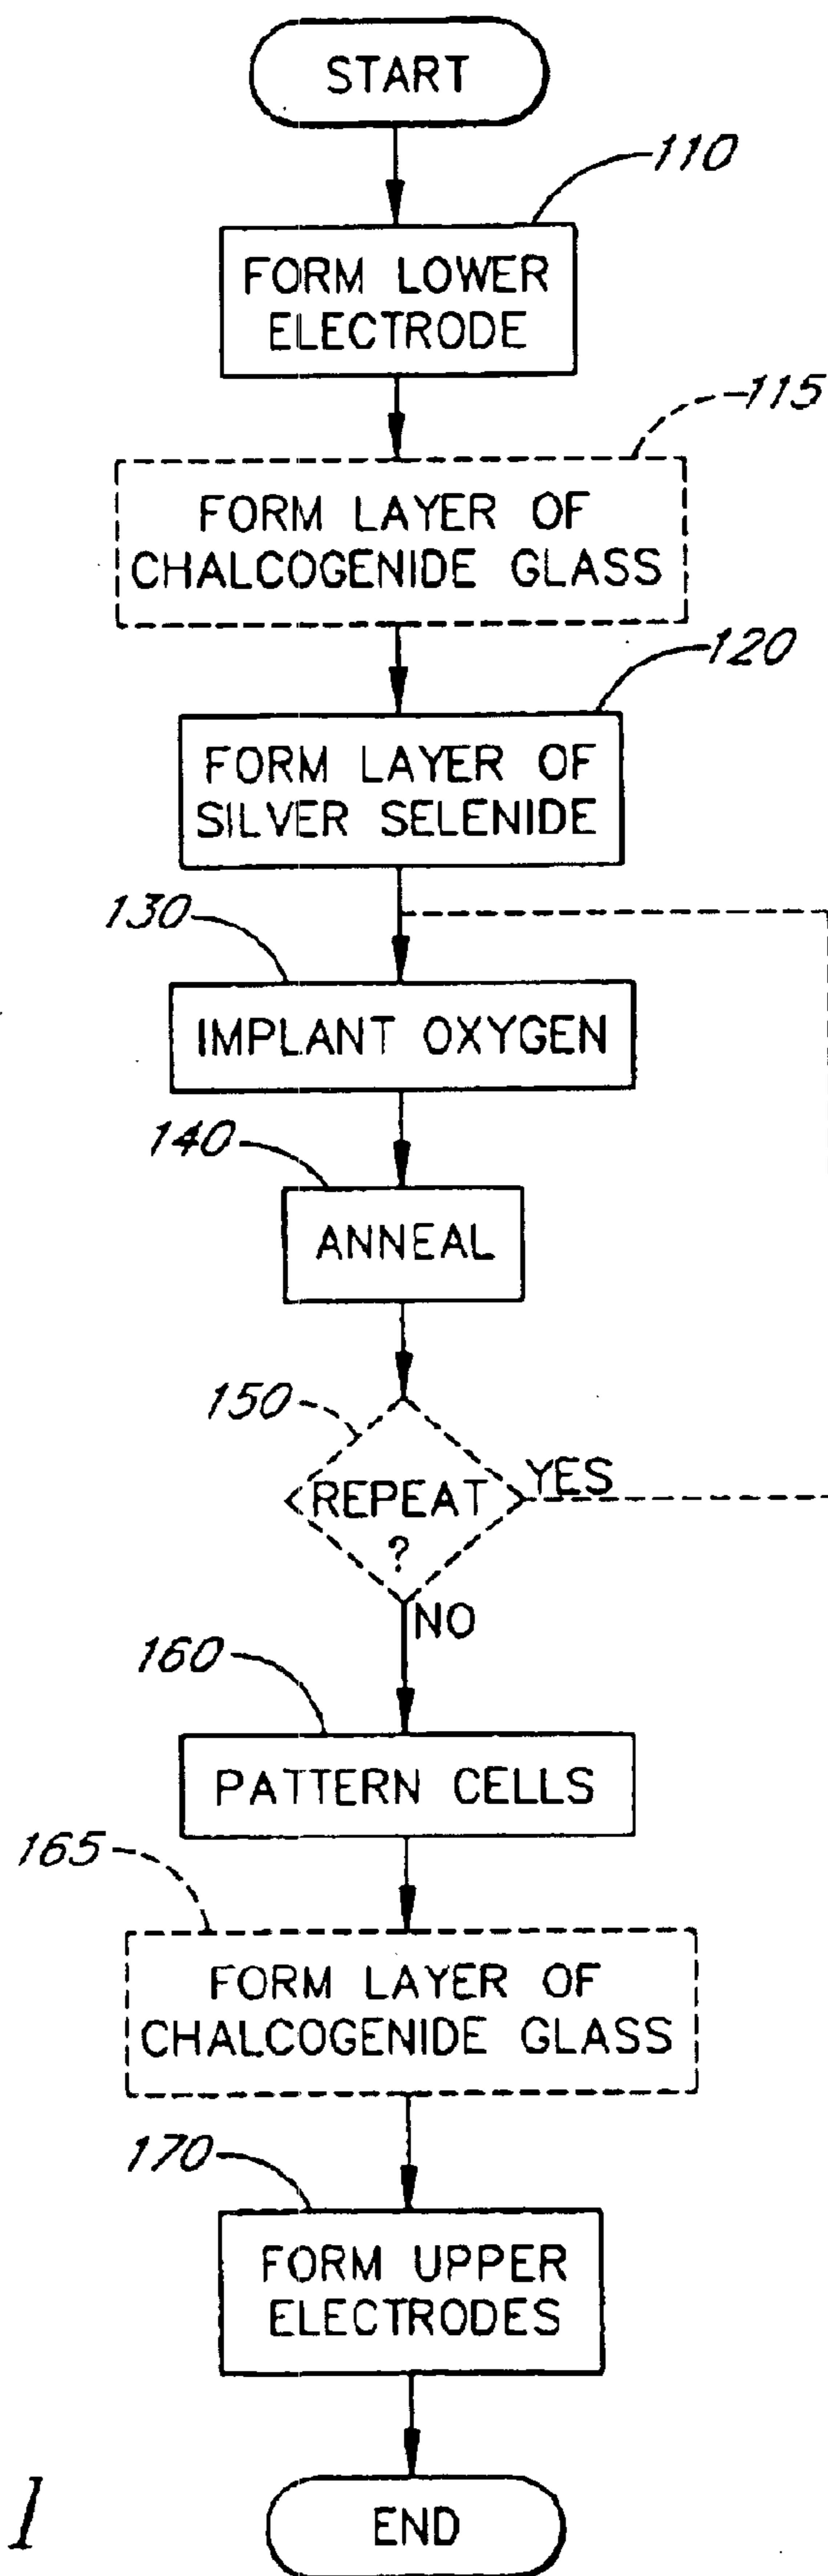 START
110
FORM LOWER
ELECTRODE
115
FORM LAYER OF
CHALCOGENIDE GLASS
120
FORM LAYER OF
SILVER SELENIDE
130
IMPLANT OXYGEN
140
ANNEAL
150
REPEAT
?
YES
NO
160
PATTERN CELLS
165
FORM LAYER OF
CHALCOGENIDE GLASS
170
FORM UPPER
ELECTRODES
1
END